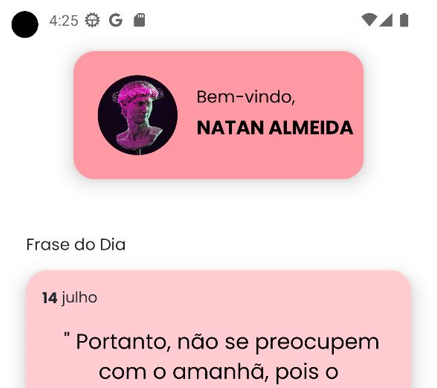 4:25
Bem-vindo,
NATAN ALMEIDA
Frase do Dia
14 julho
" Portanto, não se preocupem
com o amanhã, pois o